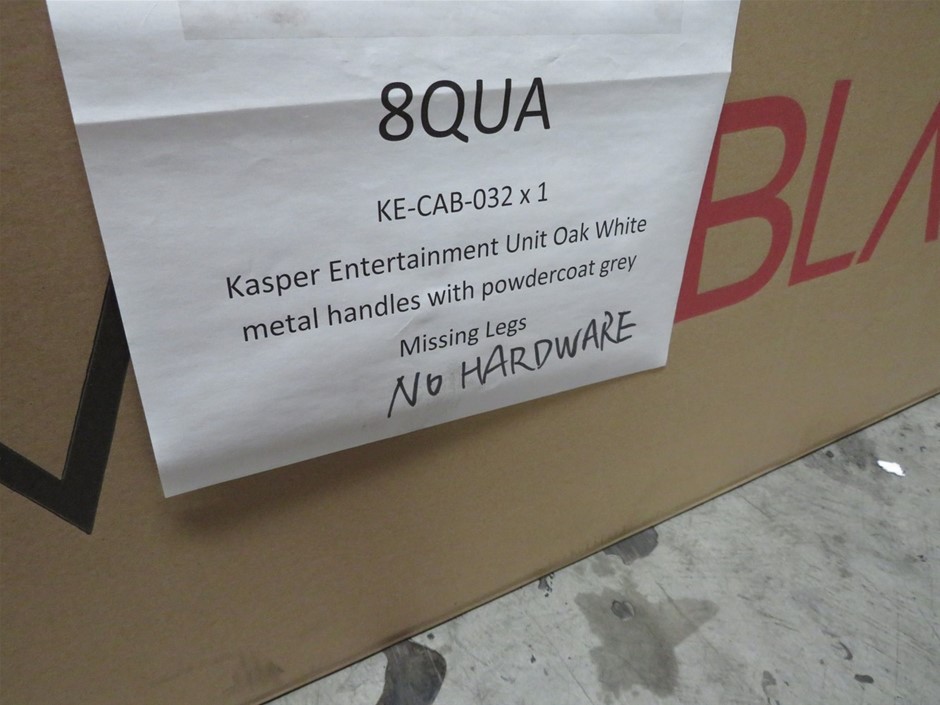 8QUA
KE-CAB-032 x 1
Kasper Entertainment Unit Oak White
metal handles with powdercoat grey
Missing Legs
NO HARDWARE
BLA